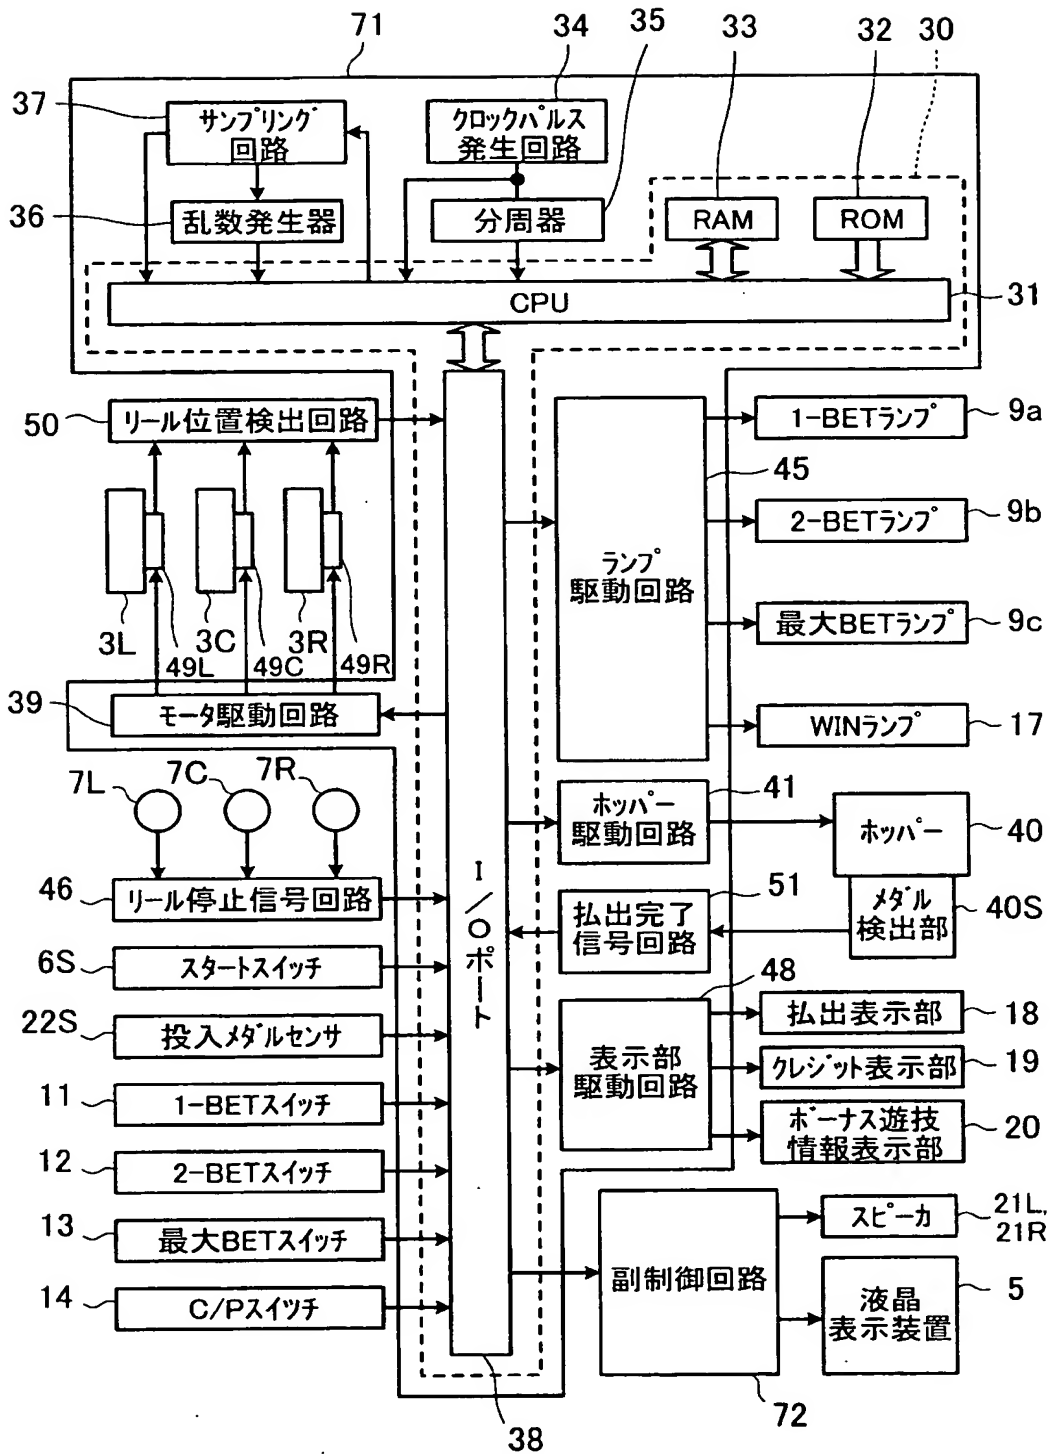 71
34
35
33
32
30
37
サンプリング
回路
クロックパルス
発生回路
36
乱数発生器
分周器
RAM
ROM
CPU
31
50
リール位置検出回路
1-BETランプ
9a
45
2-BETランプ
9b
ランプ
駆動回路
3L
3C
3R
49L
49C
49R
最大BETランプ
9c
39
モータ駆動回路
WINランプ
17
7L
7C
7R
ホッパー
駆動回路
41
ホッパー
40
46
リール停止信号回路
I/Oポート
払出完了
信号回路
51
メダル
検出部
40S
6S
スタートスイッチ
48
22S
投入メダルセンサ
表示部
駆動回路
払出表示部
18
クレジット表示部
19
11
1-BETスイッチ
ボーナス遊技
情報表示部
20
12
2-BETスイッチ
13
最大BETスイッチ
副制御回路
スピーカ
21L,
21R
14
C/Pスイッチ
液晶
表示装置
5
38
72